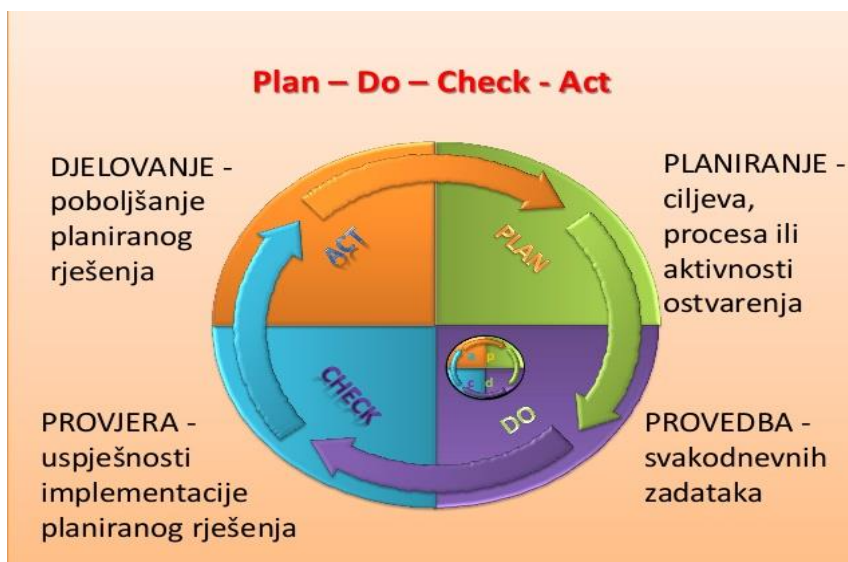 Plan – Do – Check - Act
DJELOVANJE -
poboljšanje
planiranog
rješenja
PLANIRANJE -
ciljeva,
procesa ili
aktivnosti
ostvarenja
ACT
PLAN
CHECK
DO
a p
c d
PROVJERA -
uspješnosti
implementacije
planiranog rješenja
PROVEDBA -
svakodnevnih
zadataka